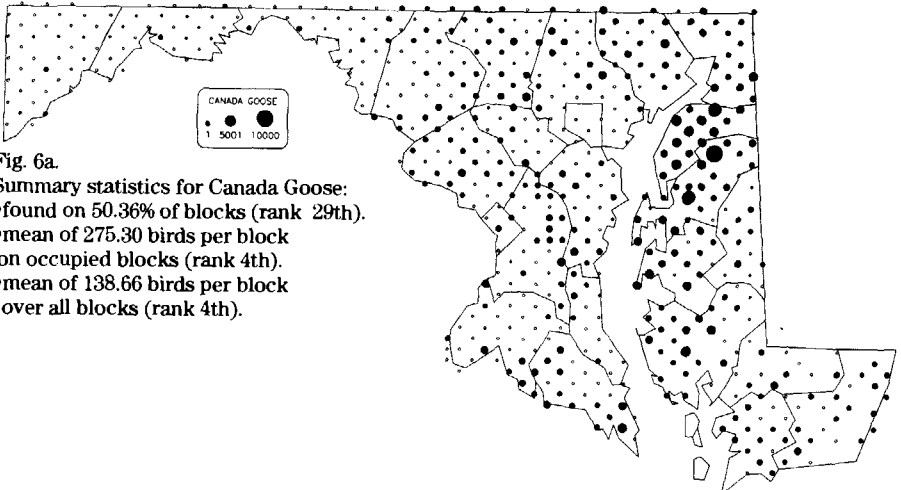 CANADA GOOSE
1 5001 10000
Fig. 6a.
Summary statistics for Canada Goose:
•found on 50.36% of blocks (rank 29th).
•mean of 275.30 birds per block
on occupied blocks (rank 4th).
•mean of 138.66 birds per block
over all blocks (rank 4th).